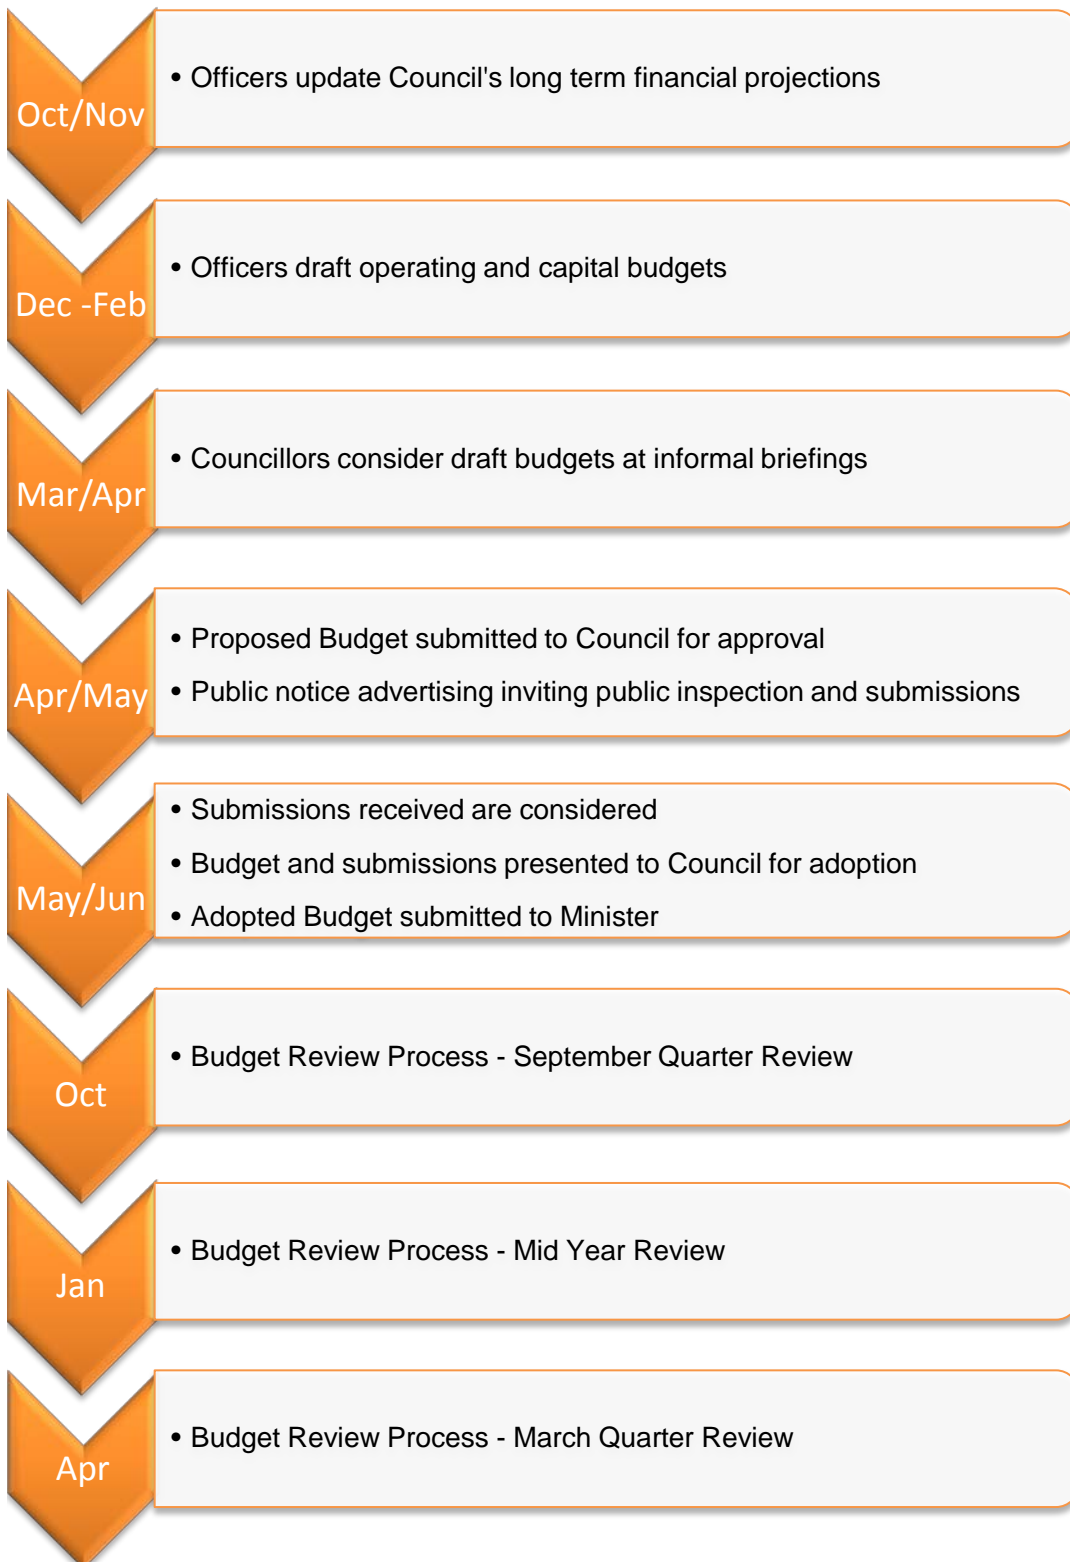 Oct/Nov
• Officers update Council's long term financial projections
Dec -Feb
• Officers draft operating and capital budgets
Mar/Apr
• Councillors consider draft budgets at informal briefings
Apr/May
• Proposed Budget submitted to Council for approval
• Public notice advertising inviting public inspection and submissions
May/Jun
• Submissions received are considered
• Budget and submissions presented to Council for adoption
• Adopted Budget submitted to Minister
Oct
• Budget Review Process - September Quarter Review
Jan
• Budget Review Process - Mid Year Review
Apr
• Budget Review Process - March Quarter Review